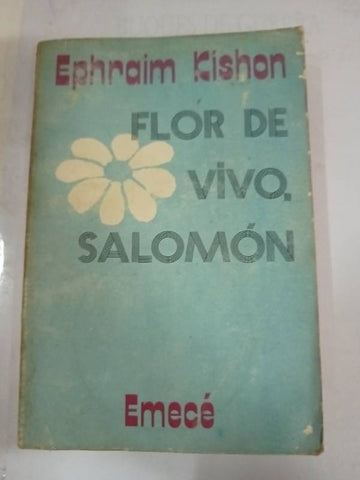 Ephraim Kishon
FLOR DE
VIVO,
SALOMÓN
Emecé